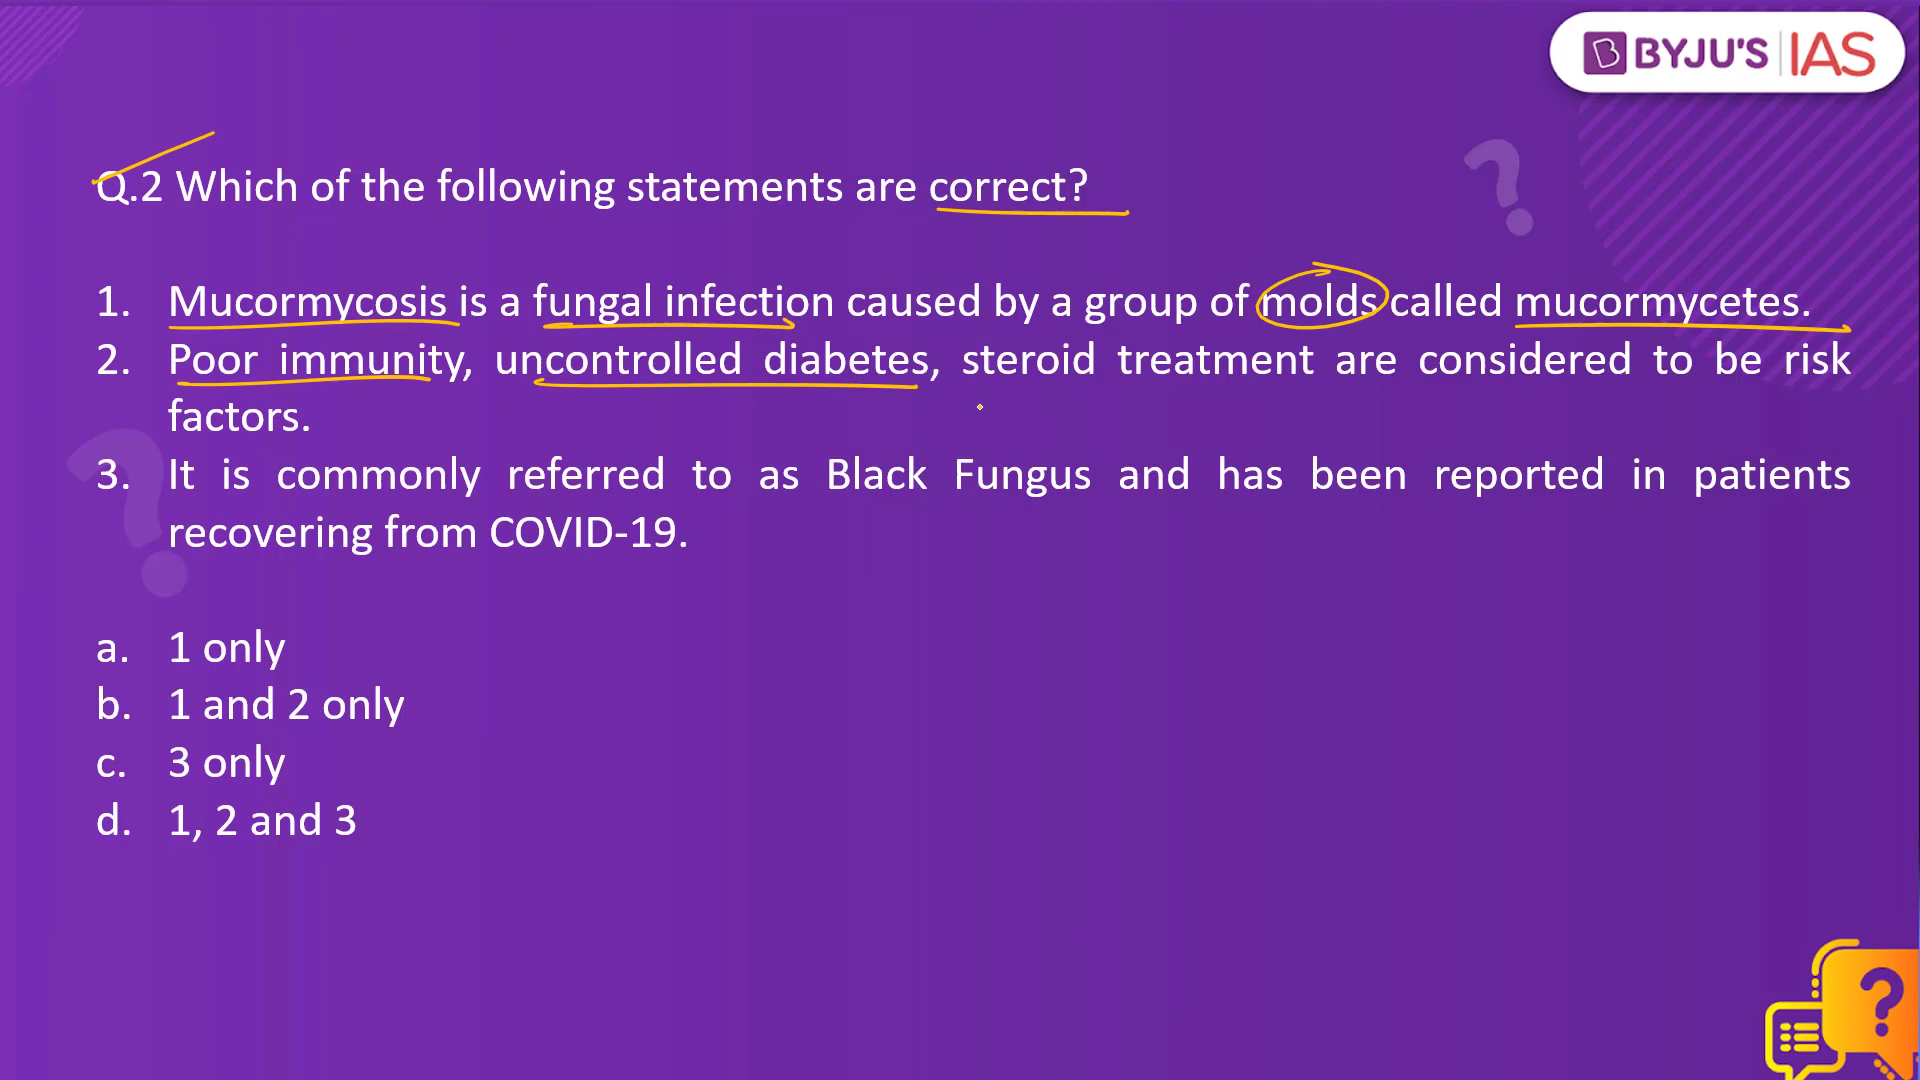 BYJU'S IAS
Q.2 Which of the following statements are correct?
1. Mucormycosis is a fungal infection caused by a group of molds called mucormycetes.
2. Poor immunity, uncontrolled diabetes, steroid treatment are considered to be risk
factors.
3. It is commonly referred to as Black Fungus and has been reported in patients
recovering from COVID-19.
a. 1 only
b. 1 and 2 only
c. 3 only
d. 1, 2 and 3